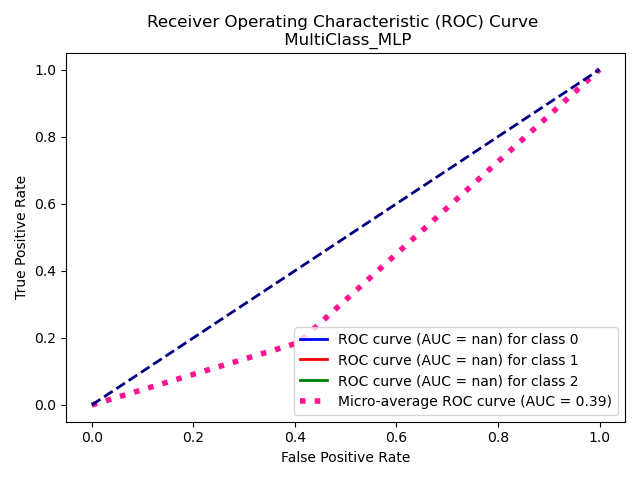 Receiver Operating Characteristic (ROC) Curve
MultiClass_MLP
True Positive Rate
1.0
0.8
0.6
0.4
0.2
0.0
ROC curve (AUC = nan) for class 0
ROC curve (AUC = nan) for class 1
ROC curve (AUC = nan) for class 2
Micro-average ROC curve (AUC = 0.39)
0.0 0.2 0.4 0.6 0.8 1.0
False Positive Rate